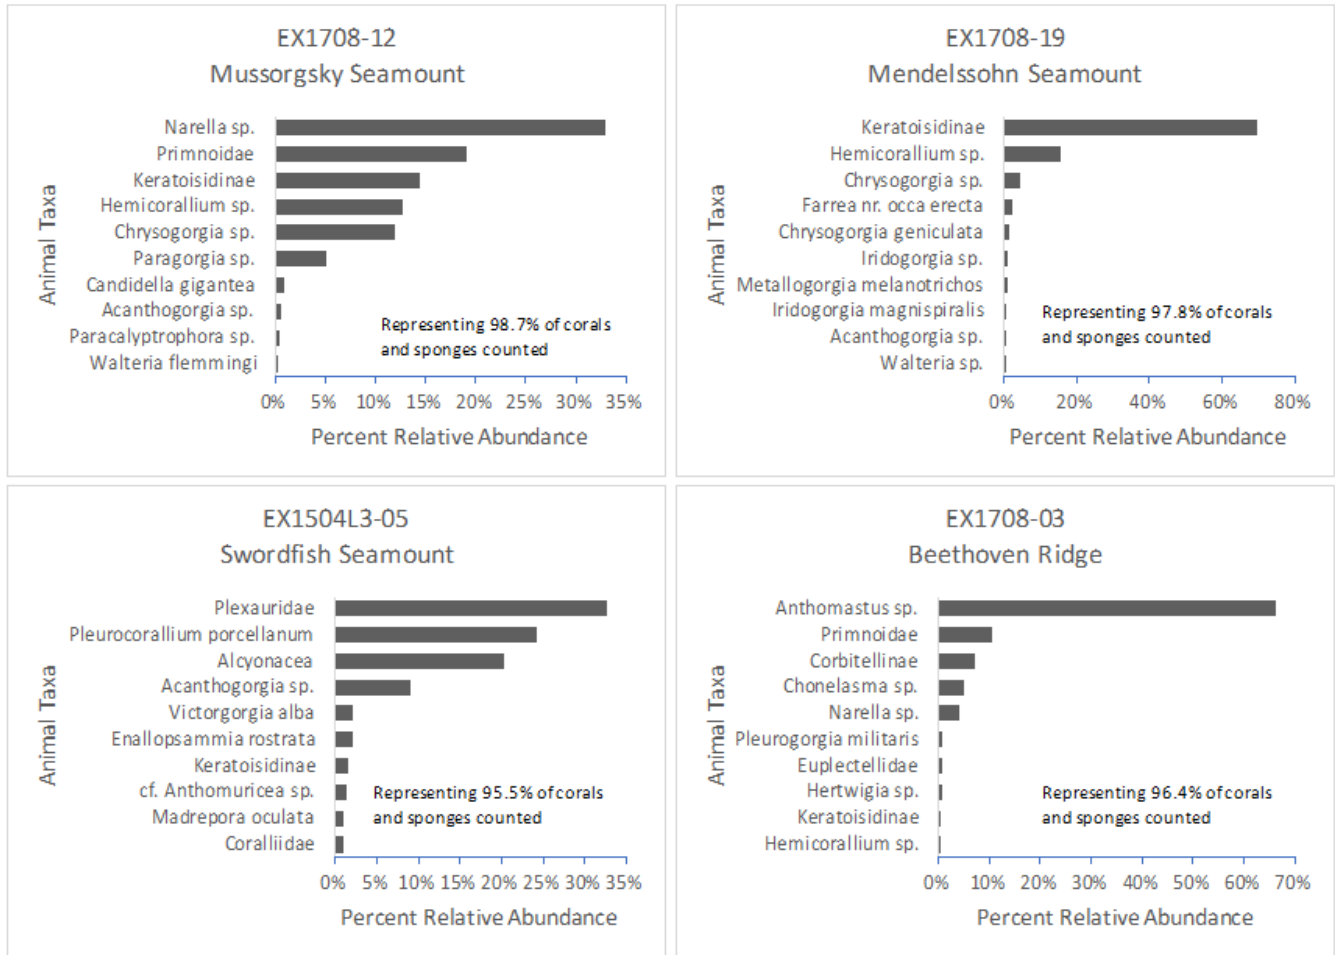 EX1708-12
Mussorgsky Seamount
Animal Taxa
Narella sp.
Primnoidae
Keratoisidinae
Hemicorallium sp.
Chrysogorgia sp.
Paragorgia sp.
Candidella gigantea
Acanthogorgia sp.
Paracalyptrophora sp.
Walteria flemmingi
Representing 98.7% of corals
and sponges counted
0% 5% 10% 15% 20% 25% 30% 35%
Percent Relative Abundance
EX1708-19
Mendelssohn Seamount
Animal Taxa
Keratoisidinae
Hemicorallium sp.
Chrysogorgia sp.
Farrea nr. occa erecta
Chrysogorgia geniculata
Iridogorgia sp.
Metallogorgia melanotrichos
Iridogorgia magnispiralis
Acanthogorgia sp.
Walteria sp.
Representing 97.8% of corals
and sponges counted
0% 20% 40% 60% 80%
Percent Relative Abundance
EX1504L3-05
Swordfish Seamount
Animal Taxa
Plexauridae
Pleurocorallium porcellanum
Alcyonacea
Acanthogorgia sp.
Victorgorgia alba
Enallopsammia rostrata
Keratoisidinae
cf. Anthomuricea sp.
Madrepora oculata
Coralliidae
Representing 95.5% of corals
and sponges counted
0% 5% 10% 15% 20% 25% 30% 35%
Percent Relative Abundance
EX1708-03
Beethoven Ridge
Animal Taxa
Anthomastus sp.
Primnoidae
Corbitellinae
Chonelasma sp.
Narella sp.
Pleurogorgia militaris
Euplectellidae
Hertwigia sp.
Keratoisidinae
Hemicorallium sp.
Representing 96.4% of corals
and sponges counted
0% 10% 20% 30% 40% 50% 60% 70%
Percent Relative Abundance